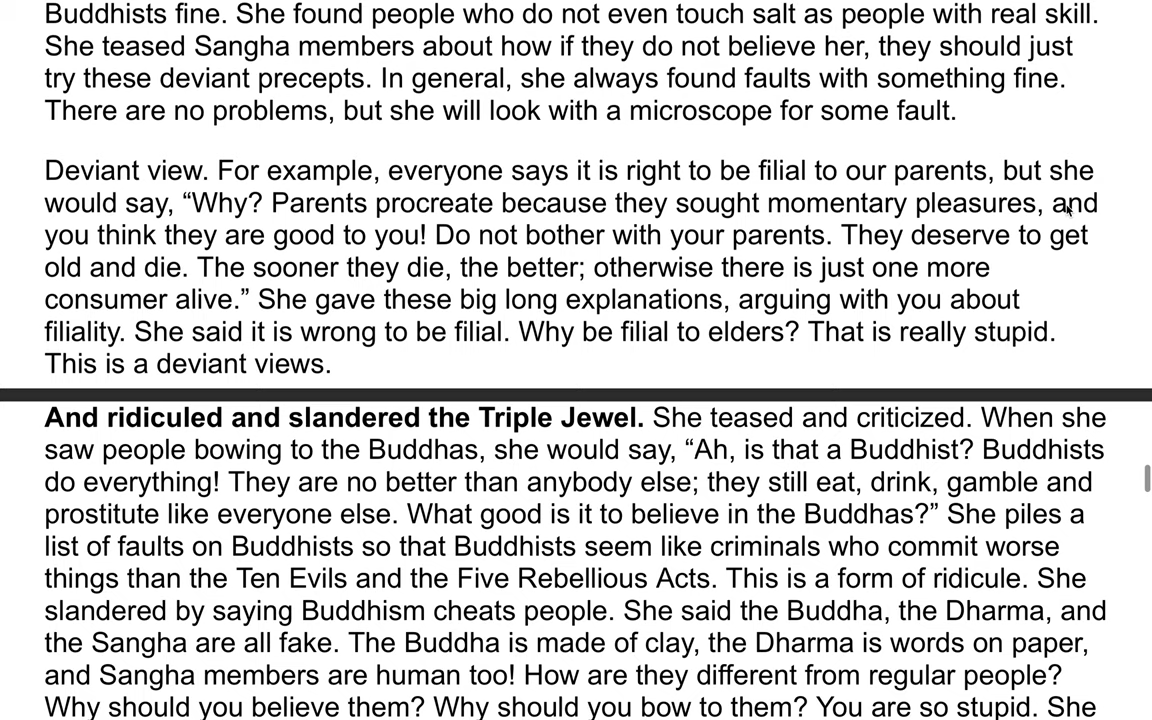 Buddhists fine. She found people who do not even touch salt as people with real skill.
She teased Sangha members about how if they do not believe her, they should just
try these deviant precepts. In general, she always found faults with something fine.
There are no problems, but she will look with a microscope for some fault.
Deviant view. For example, everyone says it is right to be filial to our parents, but she
would say, “Why? Parents procreate because they sought momentary pleasures, and
you think they are good to you! Do not bother with your parents. They deserve to get
old and die. The sooner they die, the better; otherwise there is just one more
consumer alive.” She gave these big long explanations, arguing with you about
filiality. She said it is wrong to be filial. Why be filial to elders? That is really stupid.
This is a deviant views.
And ridiculed and slandered the Triple Jewel. She teased and criticized. When she
saw people bowing to the Buddhas, she would say, “Ah, is that a Buddhist? Buddhists
do everything! They are no better than anybody else; they still eat, drink, gamble and
prostitute like everyone else. What good is it to believe in the Buddhas?” She piles a
list of faults on Buddhists so that Buddhists seem like criminals who commit worse
things than the Ten Evils and the Five Rebellious Acts. This is a form of ridicule. She
slandered by saying Buddhism cheats people. She said the Buddha, the Dharma, and
the Sangha are all fake. The Buddha is made of clay, the Dharma is words on paper,
and Sangha members are human too! How are they different from regular people?
Why should you believe them? Why should you bow to them? You are so stupid. She